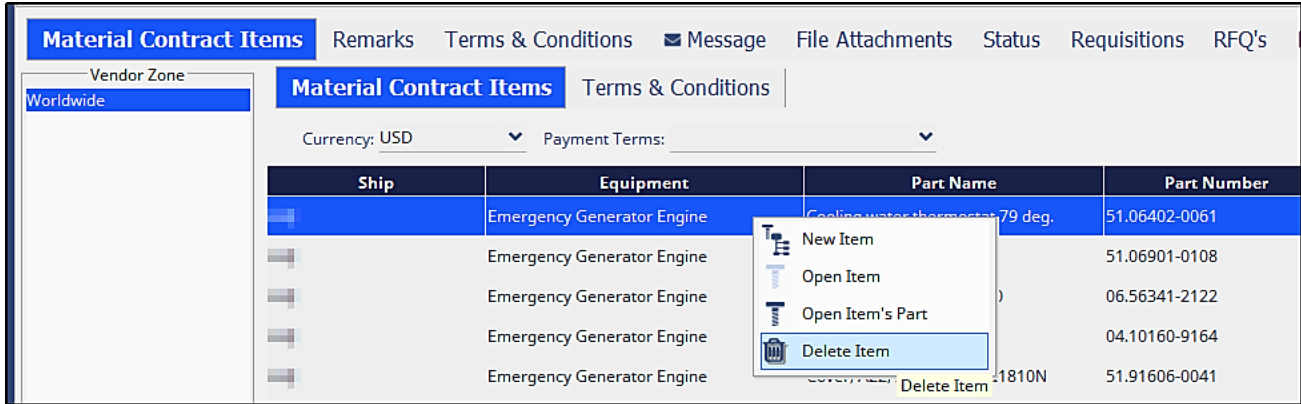 Material Contract Items Remarks Terms & Conditions Message File Attachments Status Requisitions RFQ's
Vendor Zone
Worldwide
Material Contract Items Terms & Conditions
Currency: USD Payment Terms:
Ship Equipment Part Name Part Number
Emergency Generator Engine Cooling water thermostat 79 deg. 51.06402-0061
New Item
Emergency Generator Engine 51.06901-0108
Open Item
Emergency Generator Engine 06.56341-2122
Open Item's Part
Emergency Generator Engine 04.10160-9164
Delete Item
Emergency Generator Engine 1810N 51.91606-0041
Delete Item